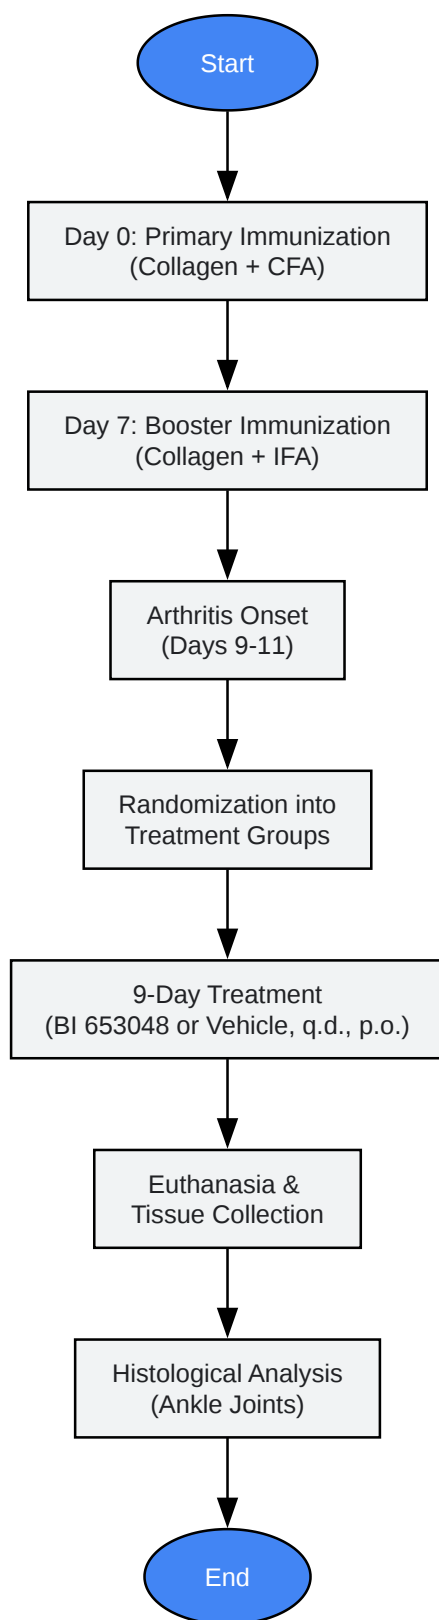 Start
Day 0: Primary Immunization
(Collagen + CFA)
Day 7: Booster Immunization
(Collagen + IFA)
Arthritis Onset
(Days 9-11)
Randomization into
Treatment Groups
9-Day Treatment
(BI 653048 or Vehicle, q.d., p.o.)
Euthanasia &
Tissue Collection
Histological Analysis
(Ankle Joints)
End